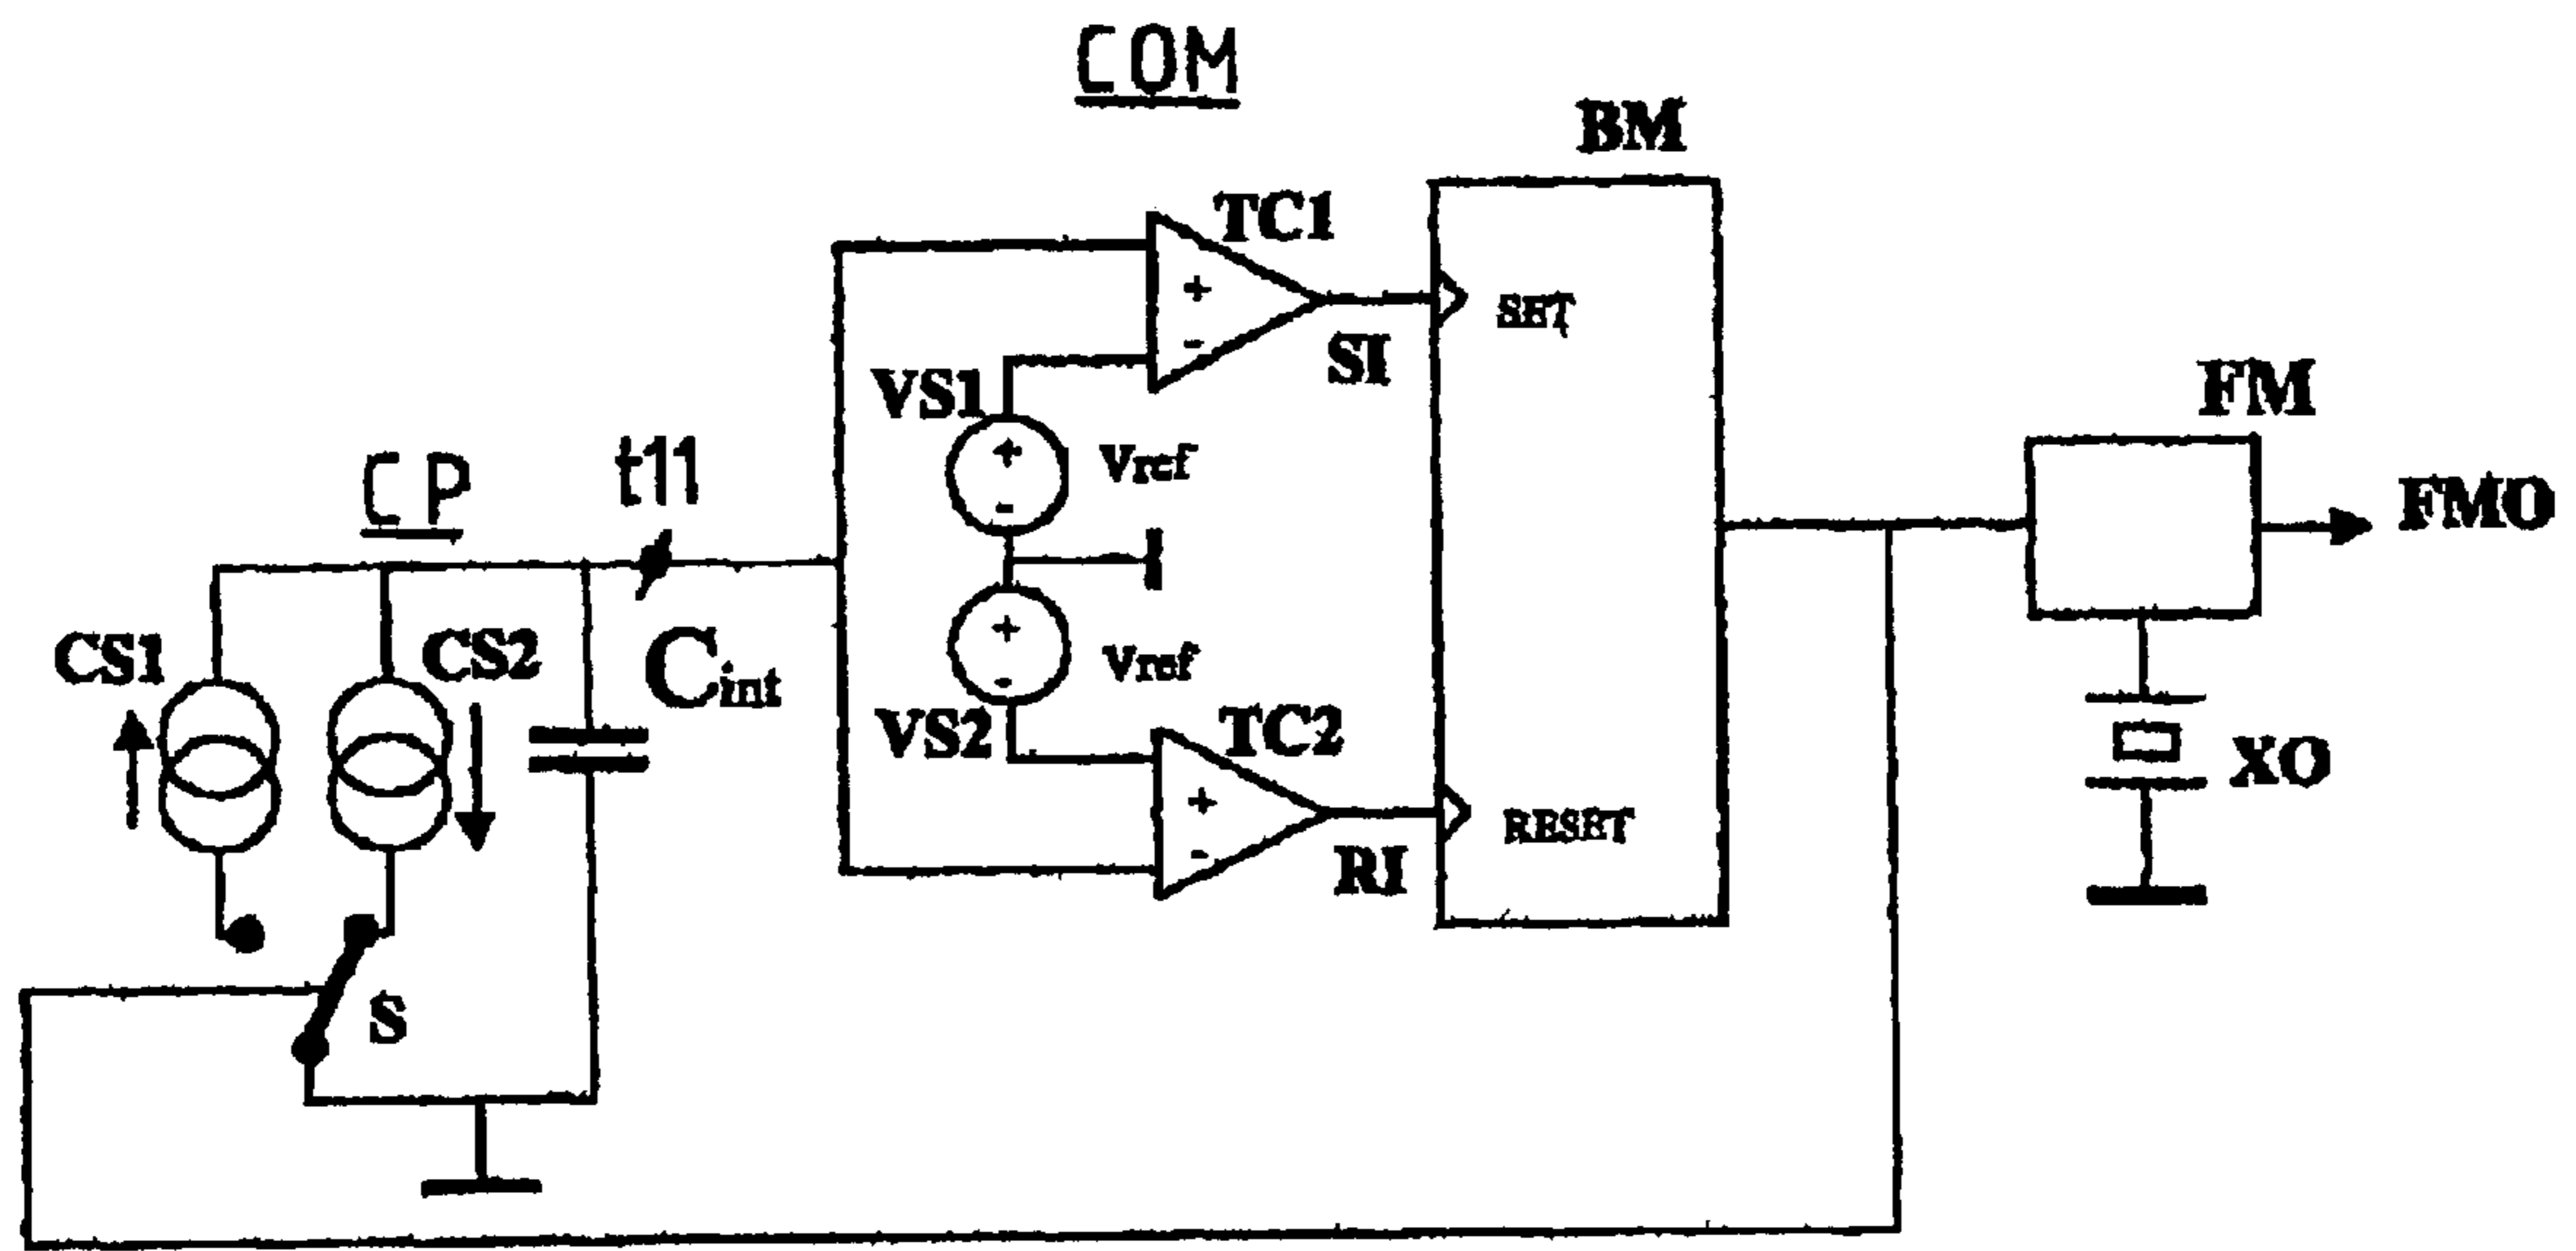 COM
BM
TC1
+
-
SET
SI
VS1
Vref
+
-
FM
FMO
CP
t11
CS1
CS2
Cint
+
-
Vref
VS2
TC2
+
-
RESET
RI
XO
S